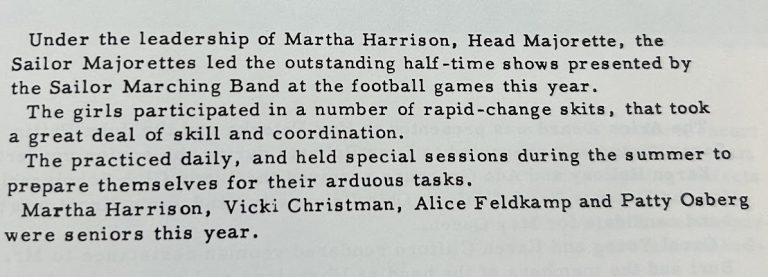 Under the leadership of Martha Harrison, Head Majorette, the
Sailor Majorettes led the outstanding half-time shows presented by
the Sailor Marching Band at the football games this year.
The girls participated in a number of rapid-change skits, that took
a great deal of skill and coordination.
The practiced daily, and held special sessions during the summer to
prepare themselves for their arduous tasks.
Martha Harrison, Vicki Christman, Alice Feldkamp and Patty Osberg
were seniors this year.